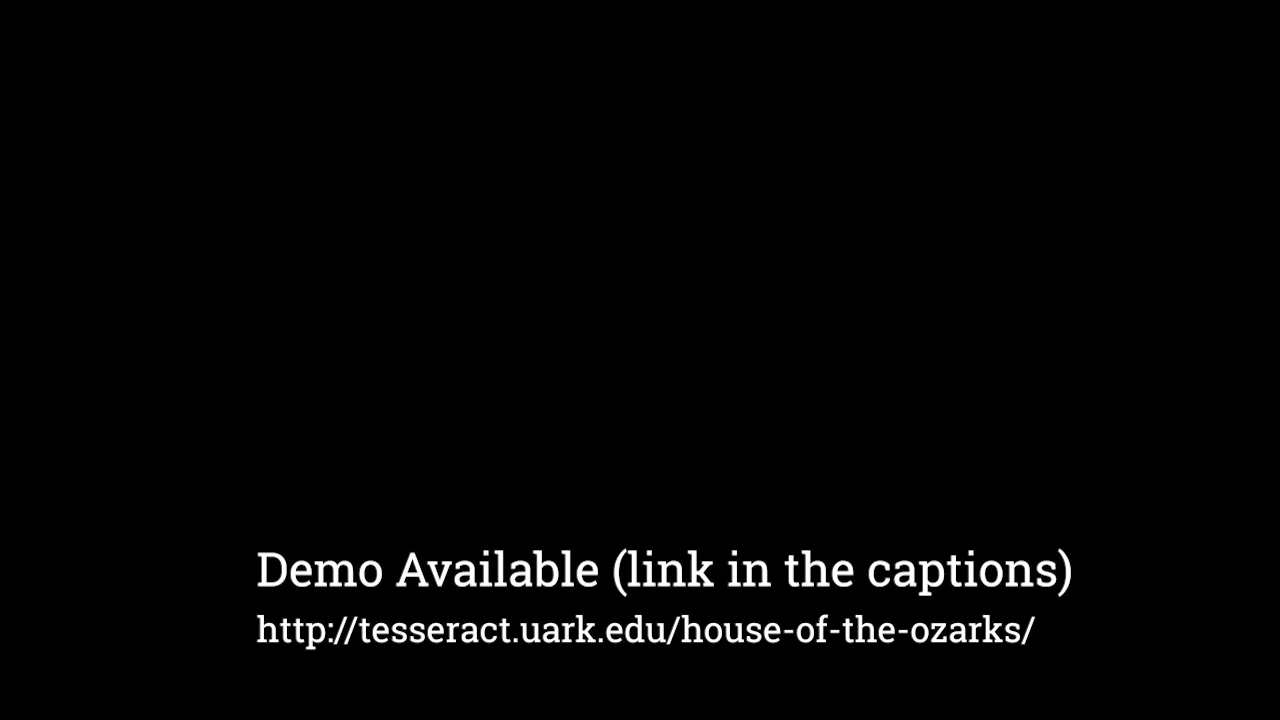 Demo Available (link in the captions)
http://tesseract.uark.edu/house-of-the-ozarks/